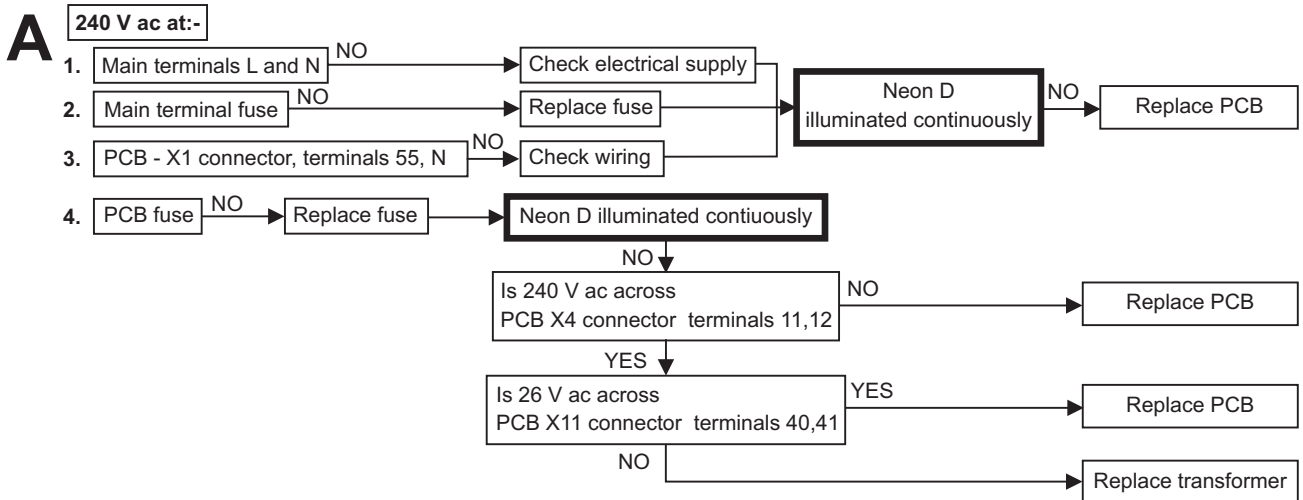 A
240 V ac at:-
1. Main terminals L and N
NO
Check electrical supply
2. Main terminal fuse
NO
Replace fuse
3. PCB - X1 connector, terminals 55, N
NO
Check wiring
Neon D
illuminated continuously
NO
Replace PCB
4. PCB fuse
NO
Replace fuse
Neon D illuminated contiuously
NO
Is 240 V ac across
PCB X4 connector terminals 11,12
NO
Replace PCB
YES
Is 26 V ac across
PCB X11 connector terminals 40,41
YES
Replace PCB
NO
Replace transformer